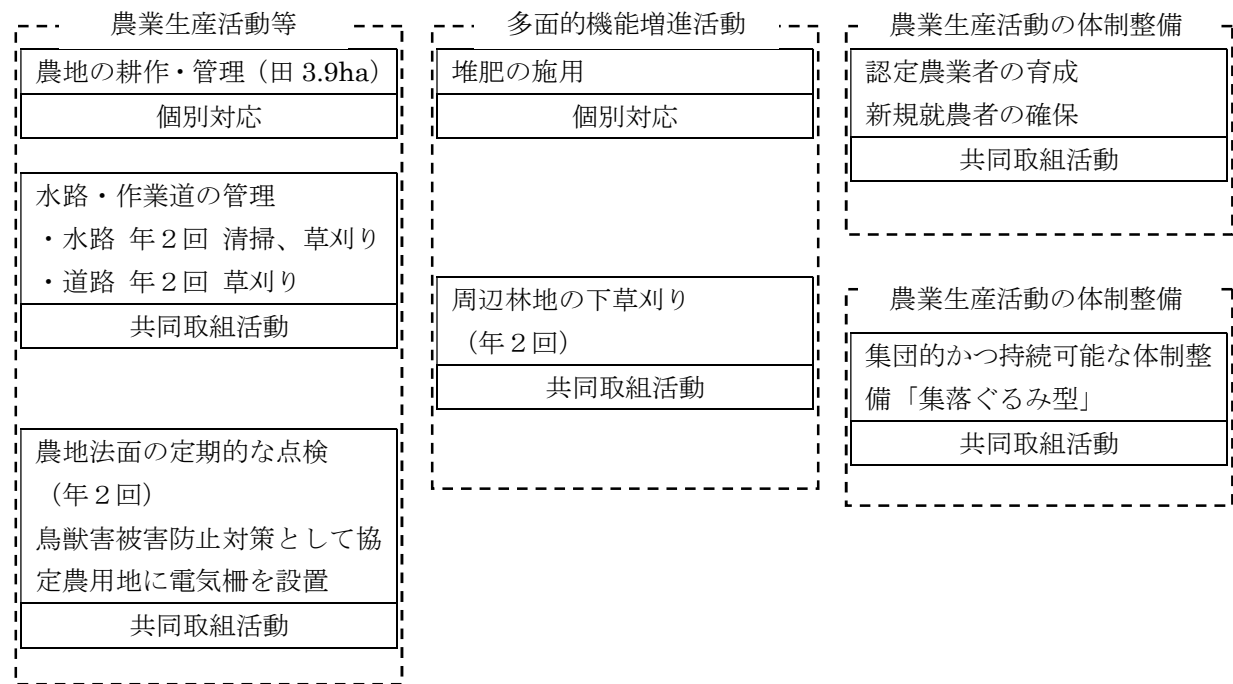 農業生産活動等
農地の耕作・管理（田 3.9ha）
個別対応
水路・作業道の管理
・水路 年２回 清掃、草刈り
・道路 年２回 草刈り
共同取組活動
農地法面の定期的な点検
（年２回）
鳥獣害被害防止対策として協
定農用地に電気柵を設置
共同取組活動
多面的機能増進活動
堆肥の施用
個別対応
周辺林地の下草刈り
（年２回）
共同取組活動
農業生産活動の体制整備
認定農業者の育成
新規就農者の確保
共同取組活動
農業生産活動の体制整備
集団的かつ持続可能な体制整
備「集落ぐるみ型」
共同取組活動